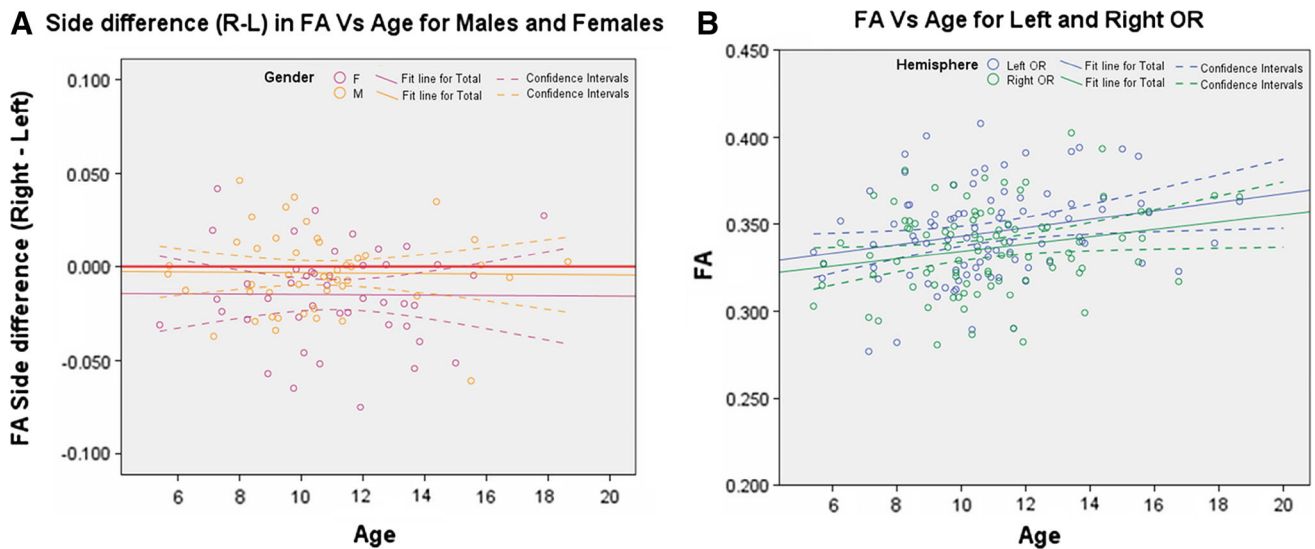 A Side difference (R-L) in FA Vs Age for Males and Females
Gender F Fit line for Total Confidence Intervals
M Fit line for Total Confidence Intervals
FA Side difference (Right - Left)
0.100
0.050
0.000
-0.050
-0.100
6 8 10 12 14 16 18 20
Age
B FA Vs Age for Left and Right OR
Hemisphere Left OR Fit line for Total Confidence Intervals
Right OR Fit line for Total Confidence Intervals
FA
0.450
0.400
0.350
0.300
0.250
0.200
6 8 10 12 14 16 18 20
Age